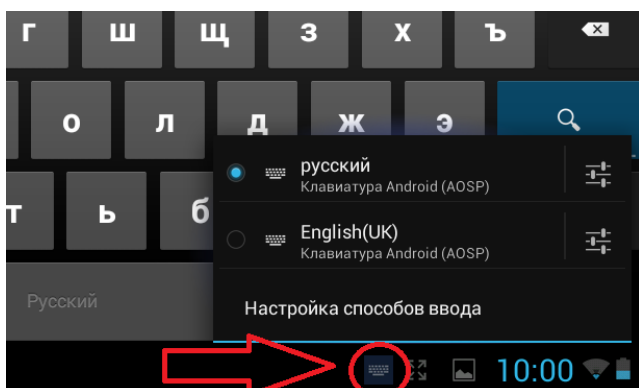 г ш щ з х ъ
о л д ж э
русский
Клавиатура Android (AOSP)
т ь б
English(UK)
Клавиатура Android (AOSP)
Русский
Настройка способов ввода
10:00